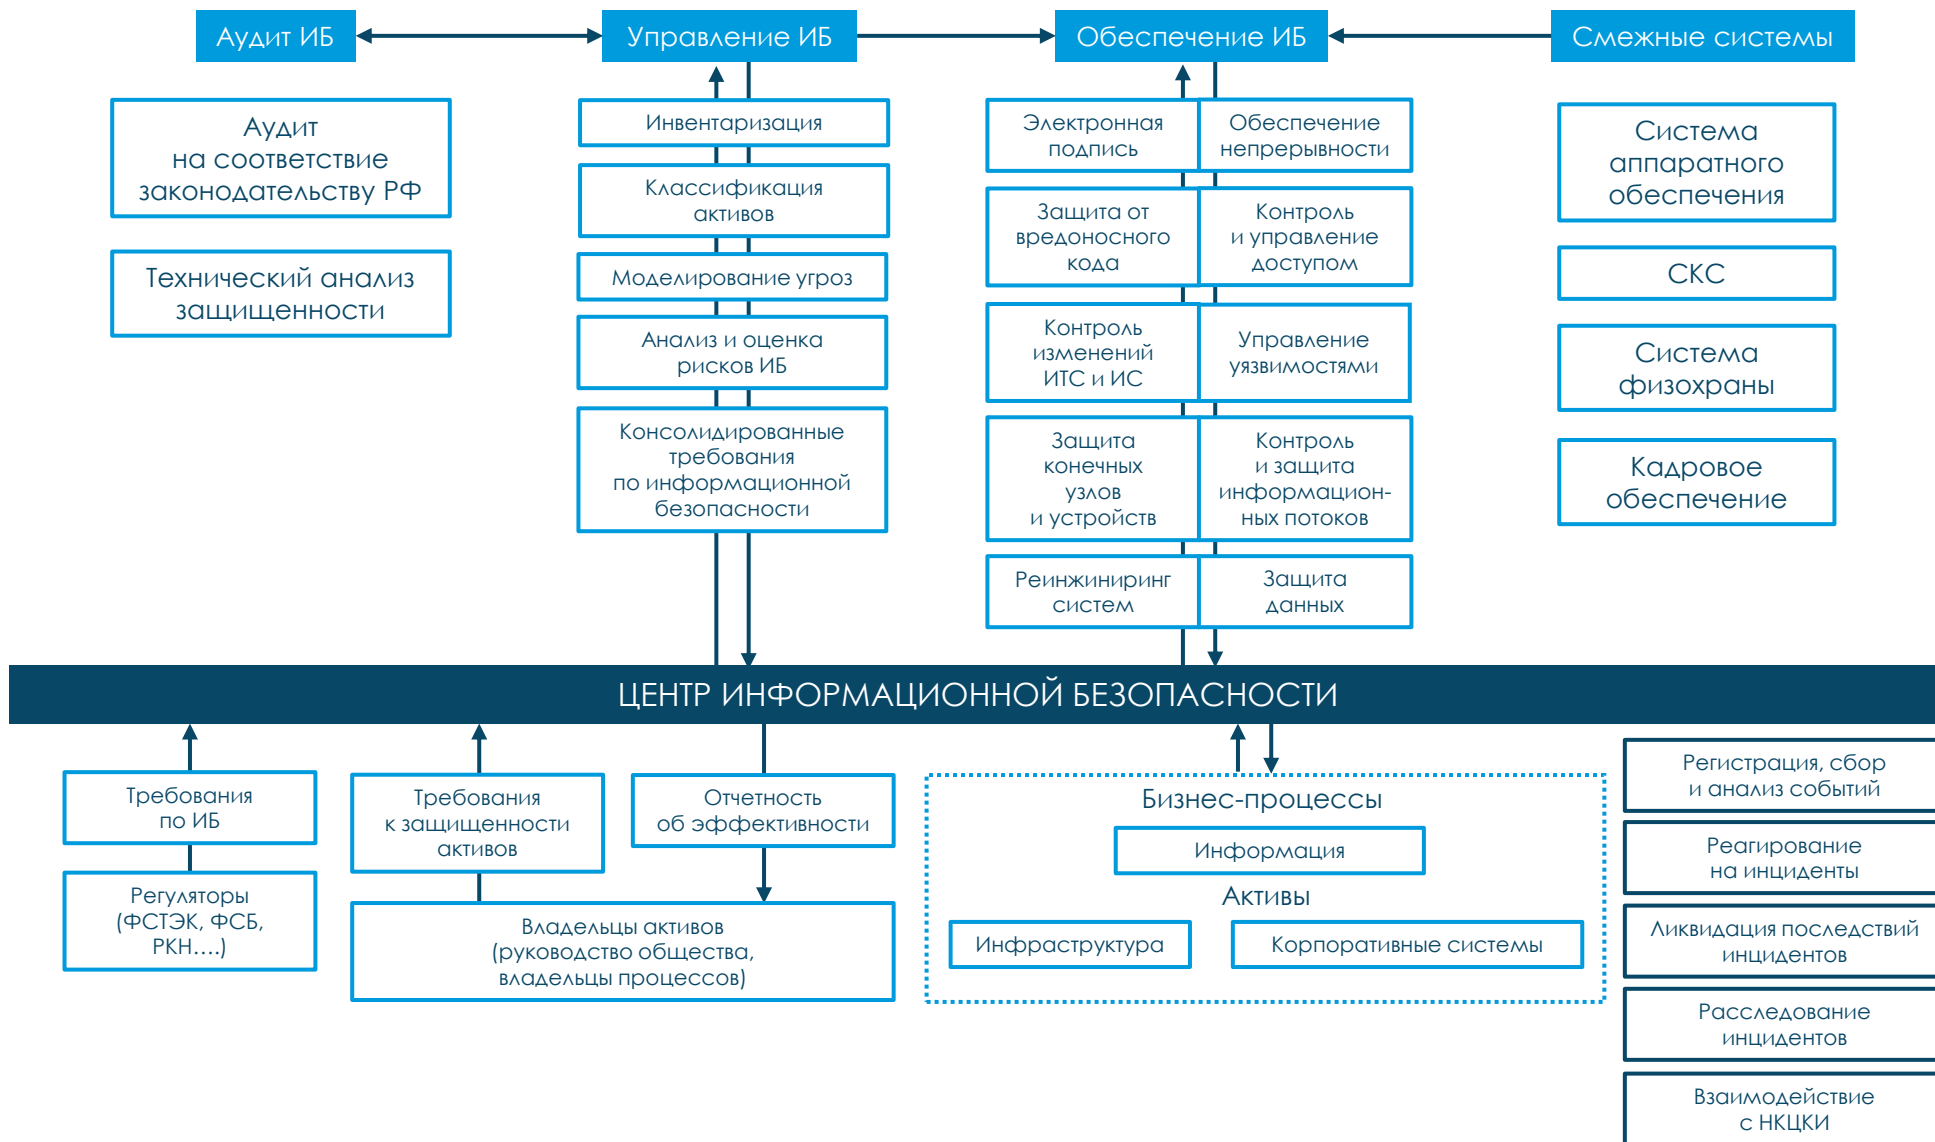 Аудит ИБ
Управление ИБ
Обеспечение ИБ
Смежные системы
Аудит
на соответствие
законодательству РФ
Технический анализ
защищенности
Инвентаризация
Классификация
активов
Моделирование угроз
Анализ и оценка
рисков ИБ
Консолидированные
требования
по информационной
безопасности
Электронная
подпись
Обеспечение
непрерывности
Защита от
вредоносного
кода
Контроль
и управление
доступом
Контроль
изменений
ИТС и ИС
Управление
уязвимостями
Защита
конечных
узлов
и устройств
Контроль
и защита
информацион-
ных потоков
Реинжиниринг
систем
Защита
данных
Система
аппаратного
обеспечения
СКС
Система
физохраны
Кадровое
обеспечение
ЦЕНТР ИНФОРМАЦИОННОЙ БЕЗОПАСНОСТИ
Требования
по ИБ
Регуляторы
(ФСТЭК, ФСБ,
РКН....)
Требования
к защищенности
активов
Отчетность
об эффективности
Владельцы активов
(руководство общества,
владельцы процессов)
Бизнес-процессы
Информация
Активы
Инфраструктура
Корпоративные системы
Регистрация, сбор
и анализ событий
Реагирование
на инциденты
Ликвидация последствий
инцидентов
Расследование
инцидентов
Взаимодействие
с НКЦКИ